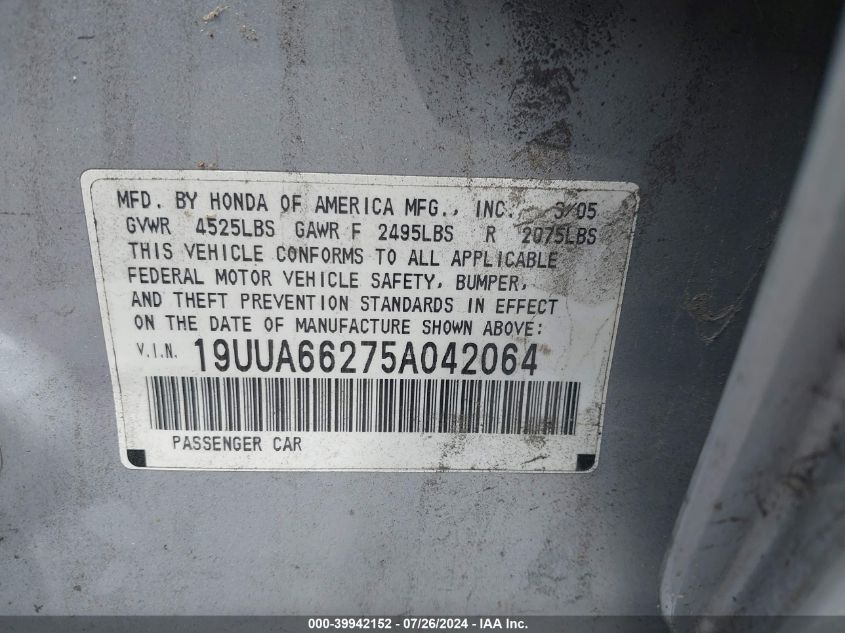 MFD. BY HONDA OF AMERICA MFG., INC. 3/05
GVWR 4525LBS GAWR F 2495LBS R 2075LBS
THIS VEHICLE CONFORMS TO ALL APPLICABLE
FEDERAL MOTOR VEHICLE SAFETY, BUMPER,
AND THEFT PREVENTION STANDARDS IN EFFECT
ON THE DATE OF MANUFACTURE SHOWN ABOVE:
V.I.N. 19UUA66275A042064
PASSENGER CAR
000-39942152 - 07/26/2024 - IAA Inc.